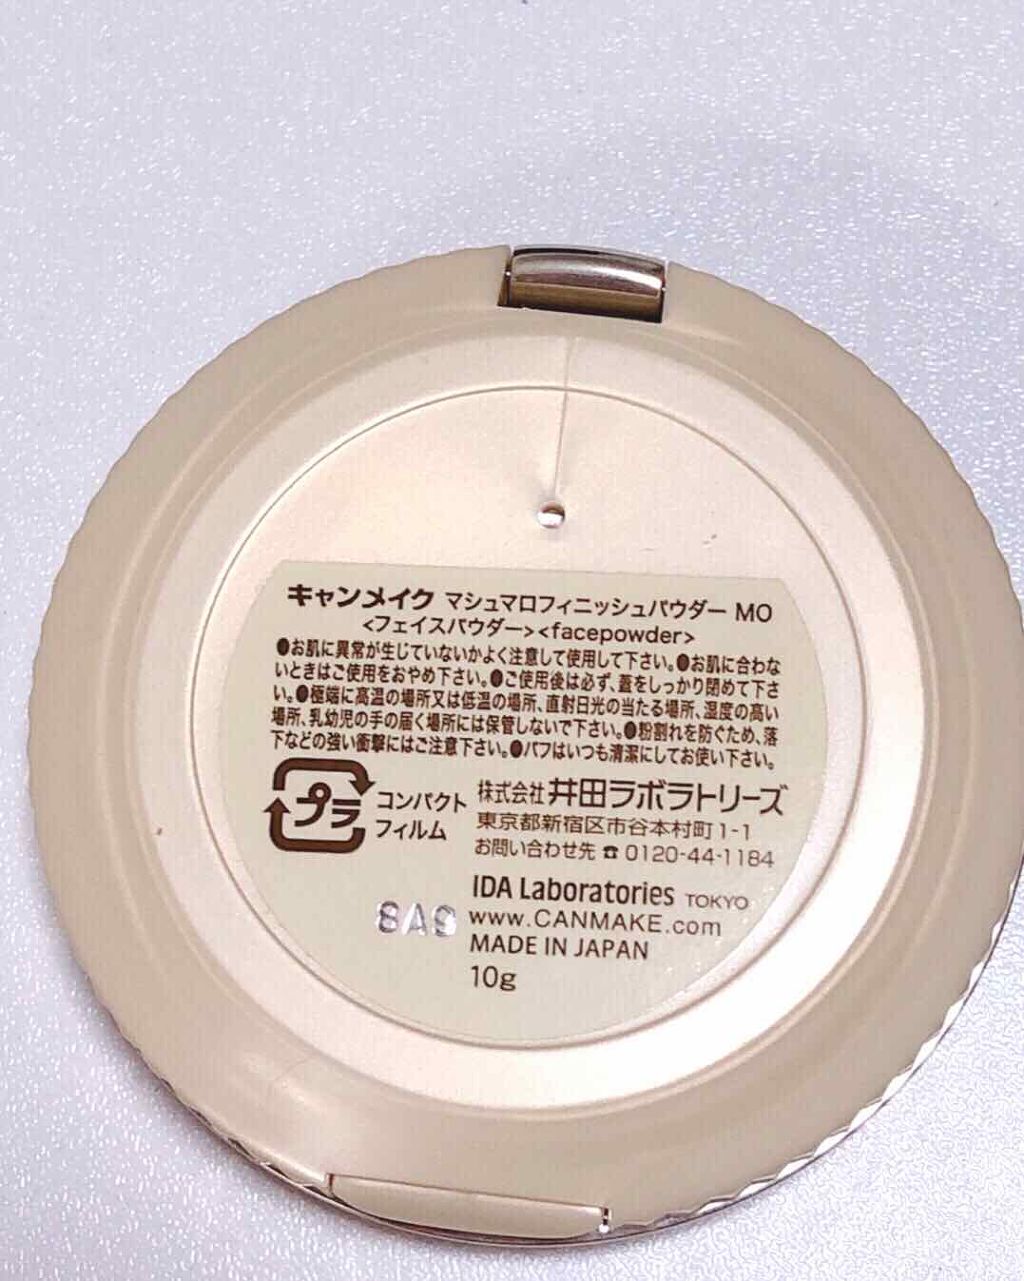 キャンメイク マシュマロフィニッシュパウダー MO
<フェイスパウダー><facepowder>
●お肌に異常が生じていないかよく注意して使用して下さい。●お肌に合わな
いときはご使用をおやめ下さい。●ご使用後は必ず、蓋をしっかり閉めて下さ
い。●極端に高温の場所又は低温の場所、直射日光の当たる場所、湿度の高い
場所、乳幼児の手の届く場所には保管しないで下さい。●粉割れを防ぐため、落
下などの強い衝撃にはご注意下さい。●パフはいつも清潔にしてお使い下さい。
プラ
コンパクト
フィルム
株式会社 井田ラボラトリーズ
東京都新宿区市谷本村町1-1
お問い合わせ先 ☎ 0120-44-1184
IDA Laboratories TOKYO
www.CANMAKE.com
MADE IN JAPAN
10g